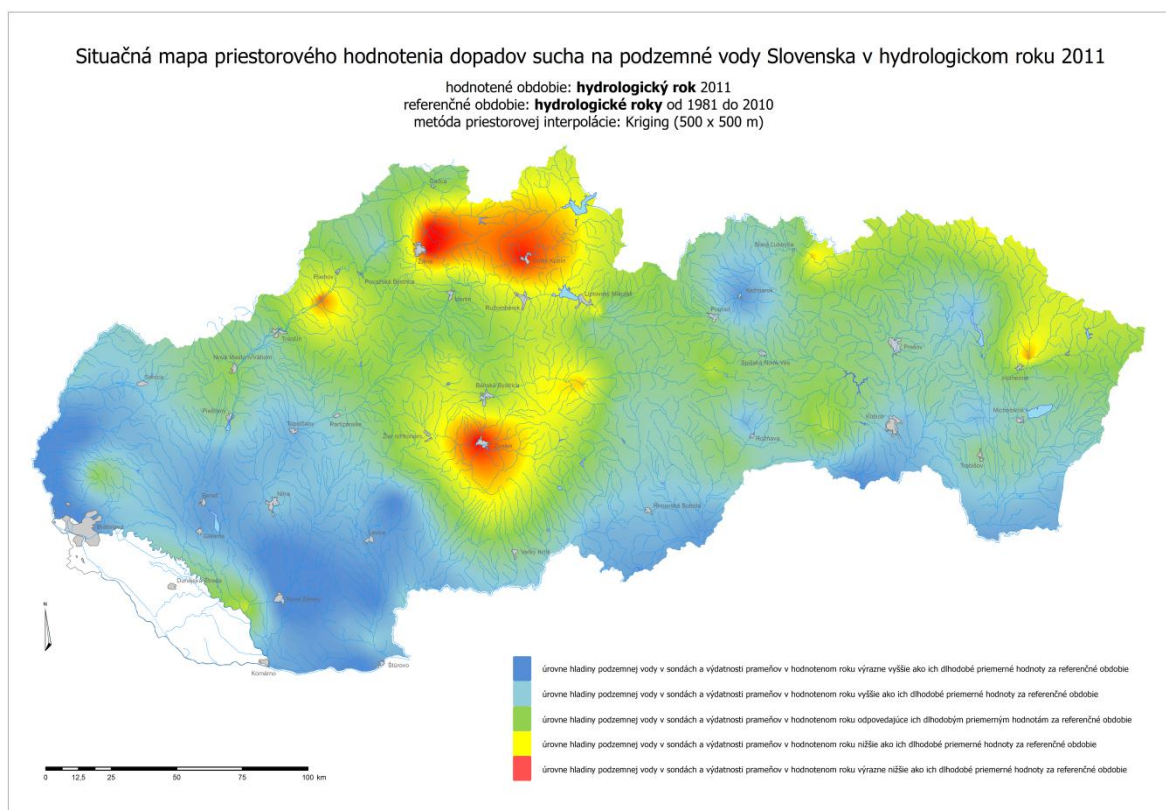 Situačná mapa priestorového hodnotenia dopadov sucha na podzemné vody Slovenska v hydrologickom roku 2011
hodnotené obdobie: hydrologický rok 2011
referenčné obdobie: hydrologické roky od 1981 do 2010
metóda priestorovej interpolácie: Kriging (500 x 500 m)
Čadca
Žilina
Dolný Kubín
Stará Ľubovňa
Púchov
Považská Bystrica
Martin
Ružomberok
Liptovský Mikuláš
Kežmarok
Poprad
Trenčín
Prešov
Spišská Nová Ves
Nové Mesto n/Váhom
Humenné
Senica
Banská Bystrica
Piešťany
Topoľčany
Partizánske
Žiar n/Hronom
Zvolen
Košice
Michalovce
Rožňava
Trebišov
Nitra
Rimavská Sobota
Bratislava
Galanta
Levice
Veľký Krtíš
Dunajská Streda
Nové Zámky
N
Komárno
Štúrovo
úrovne hladiny podzemnej vody v sondách a výdatnosti prameňov v hodnotenom roku výrazne vyššie ako ich dlhodobé priemerné hodnoty za referenčné obdobie
úrovne hladiny podzemnej vody v sondách a výdatnosti prameňov v hodnotenom roku vyššie ako ich dlhodobé priemerné hodnoty za referenčné obdobie
úrovne hladiny podzemnej vody v sondách a výdatnosti prameňov v hodnotenom roku odpovedajúce ich dlhodobým priemerným hodnotám za referenčné obdobie
úrovne hladiny podzemnej vody v sondách a výdatnosti prameňov v hodnotenom roku nižšie ako ich dlhodobé priemerné hodnoty za referenčné obdobie
úrovne hladiny podzemnej vody v sondách a výdatnosti prameňov v hodnotenom roku výrazne nižšie ako ich dlhodobé priemerné hodnoty za referenčné obdobie
0 12,5 25 50 75 100 km